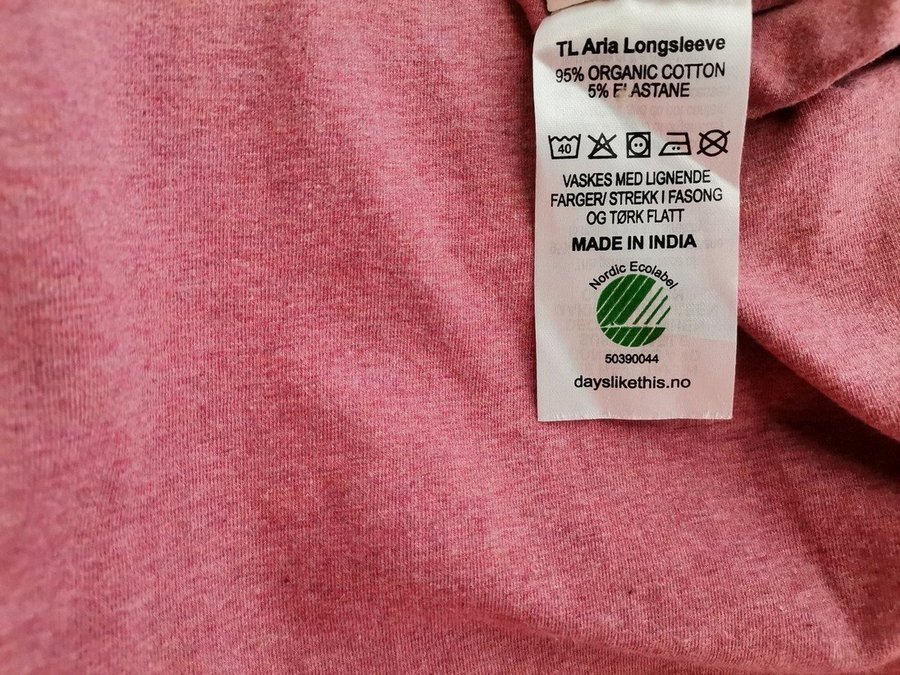 TL Aria Longsleeve
95% ORGANIC COTTON
5% ELASTANE
40
VASKES MED LIGNENDE
FARGER/ STREKK I FASONG
OG TØRK FLATT
MADE IN INDIA
Nordic Ecolabel
50390044
dayslikethis.no